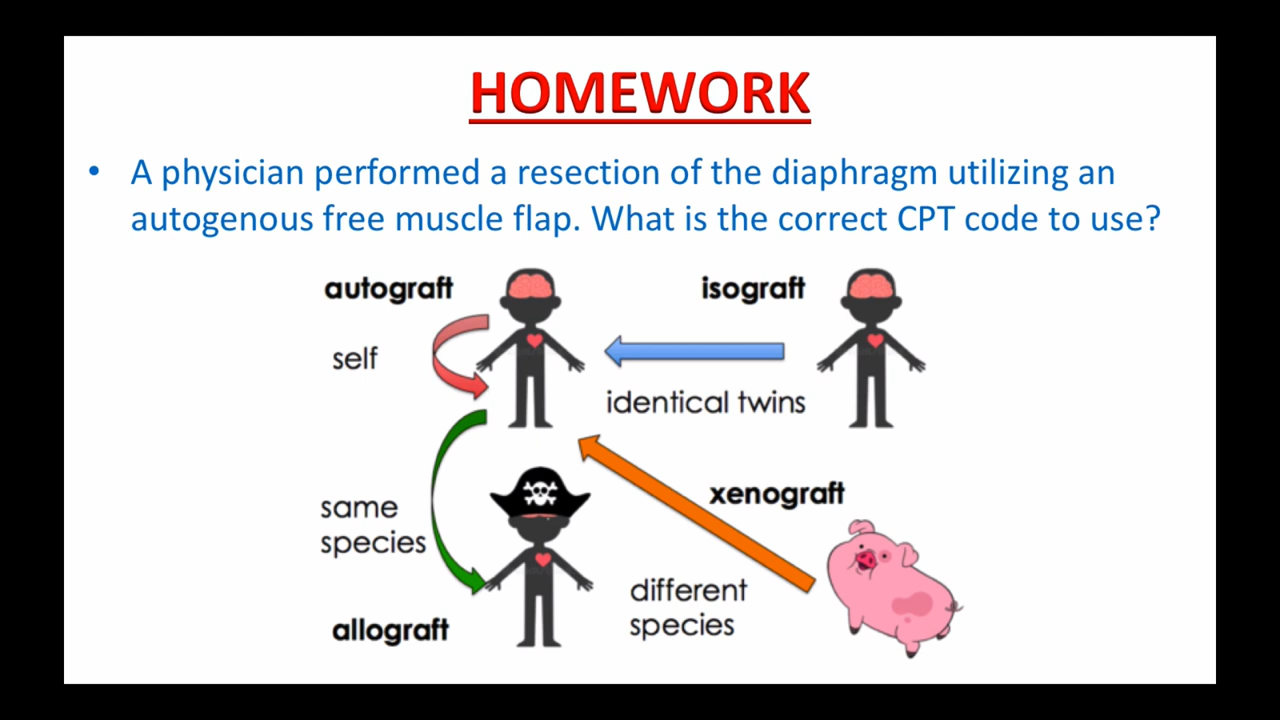 HOMEWORK
• A physician performed a resection of the diaphragm utilizing an
autogenous free muscle flap. What is the correct CPT code to use?
autograft
isograft
self
identical twins
xenograft
same
species
different
species
allograft